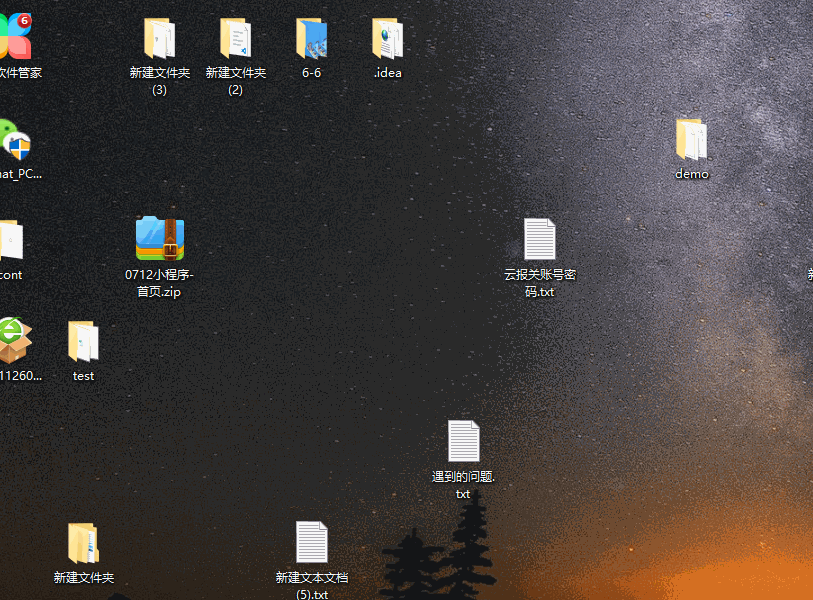 6
软件管家
新建文件夹
(3)
新建文件夹
(2)
6-6
.idea
hat_PC...
demo
cont
0712小程序-
首页.zip
云报关账号密
码.txt
新
11260...
test
遇到的问题.
txt
新建文件夹
新建文本文档
(5).txt